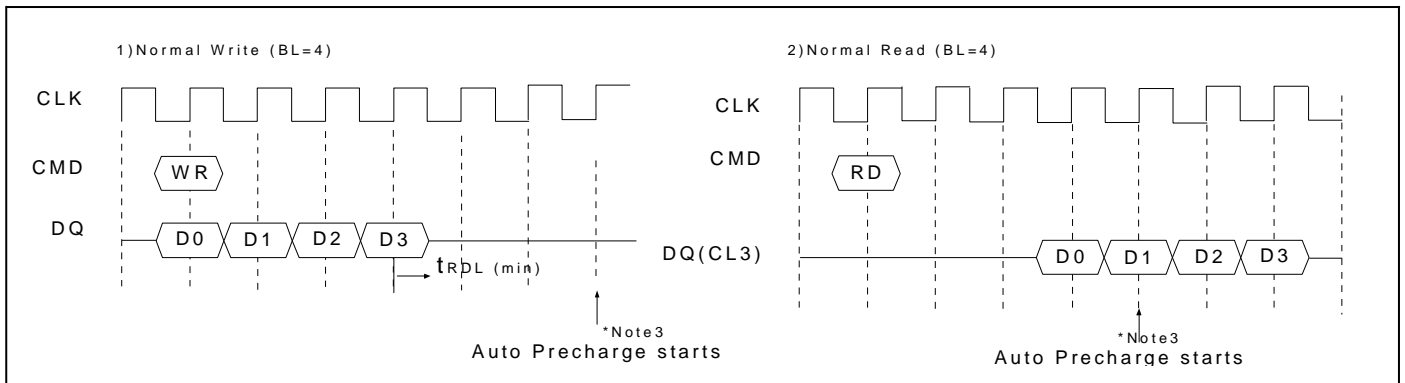 1)Normal Write (BL=4)
CLK
CMD
WR
DQ
D0 D1 D2 D3
tRDL (min)
*Note3
Auto Precharge starts
2)Normal Read (BL=4)
CLK
CMD
RD
DQ(CL3)
D0 D1 D2 D3
*Note3
Auto Precharge starts